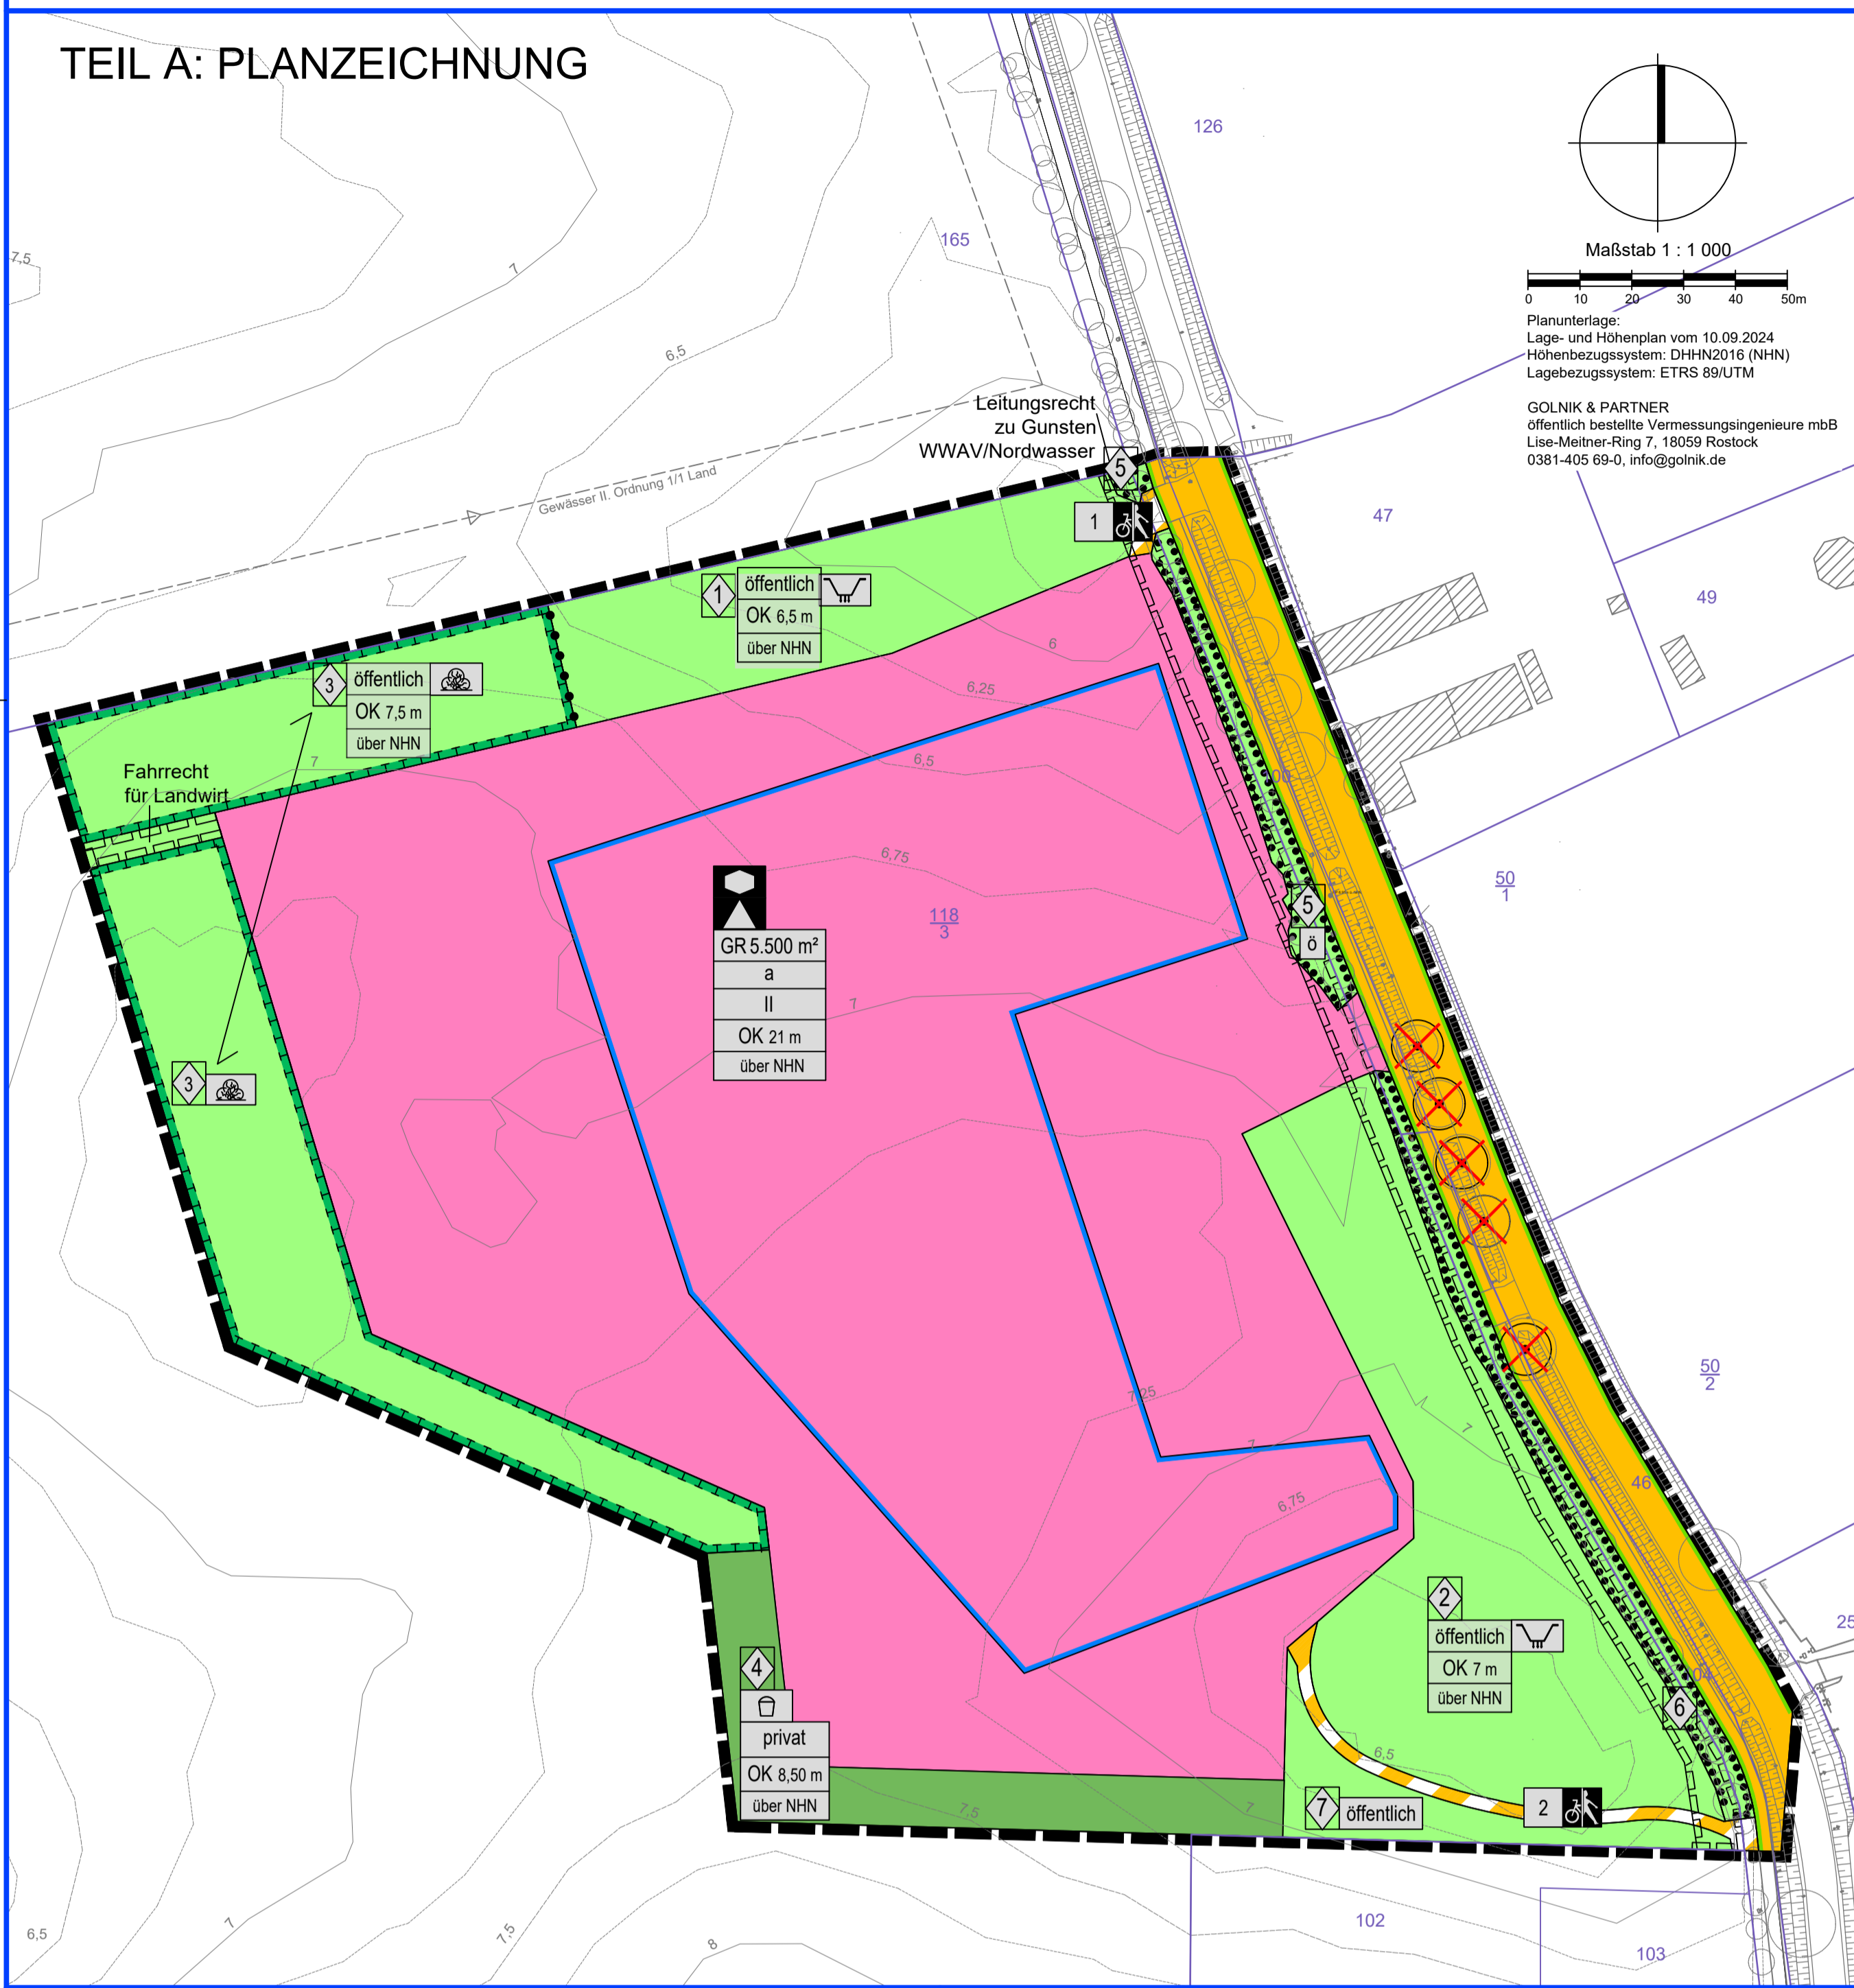 TEIL A: PLANZEICHNUNG
126
165
7,5
7
6,5
Maßstab 1 : 1 000
0 10 20 30 40 50m
Planunterlage:
Lage- und Höhenplan vom 10.09.2024
Höhenbezugssystem: DHHN2016 (NHN)
Lagebezugssystem: ETRS 89/UTM
GOLNIK & PARTNER
öffentlich bestellte Vermessungsingenieure mbB
Lise-Meitner-Ring 7, 18059 Rostock
0381-405 69-0, info@golnik.de
Leitungsrecht
zu Gunsten
WWAV/Nordwasser
5
Gewässer II. Ordnung 1/1 Land
1
47
49
1
öffentlich
OK 6,5 m
über NHN
6
6,25
6,5
3
öffentlich
OK 7,5 m
über NHN
7
Fahrrecht
für Landwirt
6,75
118
3
50
1
GR 5.500 m²
a
II
OK 21 m
über NHN
7
5
ö
3
50
2
7,25
7
7
6,75
46
2
öffentlich
OK 7 m
über NHN
25
6
4
privat
OK 8,50 m
über NHN
6,5
7,5
7
7
öffentlich
2
102
103
6,5
7
7,5
8